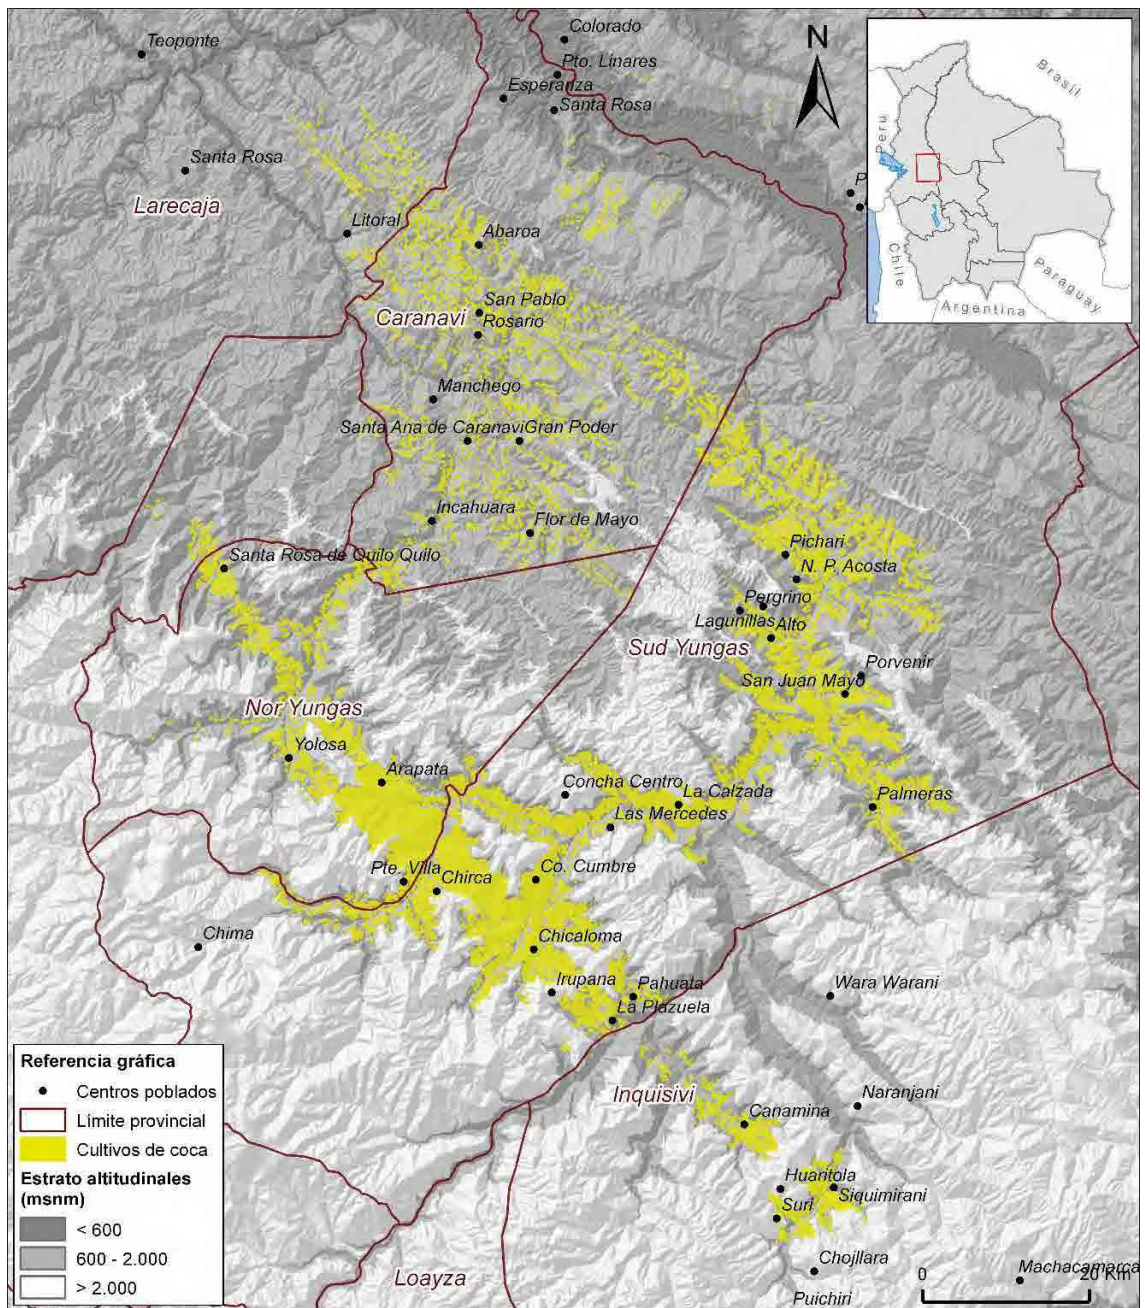 Colorado
Teoponte
N
Pto. Linares
Brasil
Esperanza
Santa Rosa
Peru
Santa Rosa
P
Larecaja
Litoral
Abaroa
Chile
Paraguay
San Pablo
Argentina
Caranavi
Rosario
Manchego
Santa Ana de Caranavi
Gran Poder
Incahuara
Flor de Mayo
Pichari
Santa Rosa de Quilo Quilo
N. P. Acosta
Pergrino
Lagunillas
Alto
Sud Yungas
Porvenir
San Juan Mayo
Nor Yungas
Yolosa
Arapata
Concha Centro
La Calzada
Palmeras
Las Mercedes
Pte. Villa
Co. Cumbre
Chirca
Chima
Chicaloma
Irupana
Pahuata
Wara Warani
La Plazuela
Referencia gráfica
Centros poblados
Límite provincial
Cultivos de coca
Estrato altitudinales
(msnm)
< 600
600 - 2.000
> 2.000
Inquisivi
Naranjani
Canamina
Huaritola
Siquimirani
Suri
Chojllara
Loayza
Machacamarca
0
20 Km
Puichiri